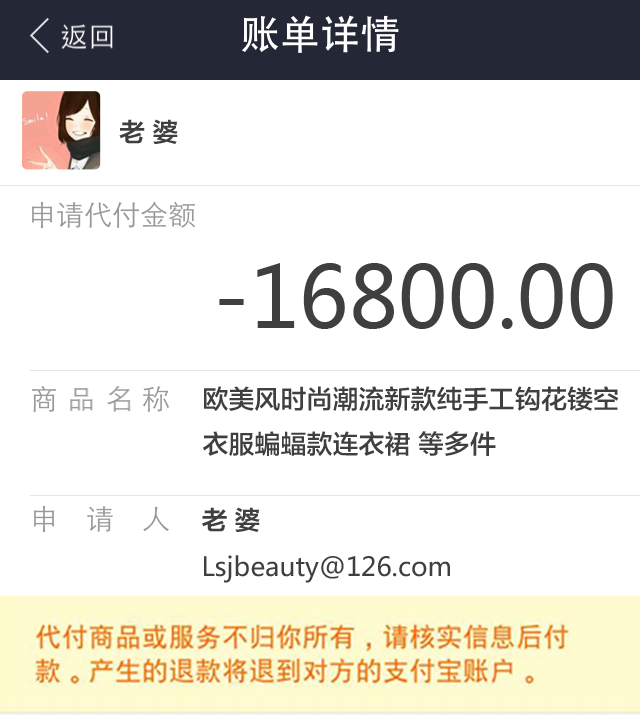 返回
账单详情
Smile!
老婆
申请代付金额
-16800.00
商品名称
欧美风时尚潮流新款纯手工钩花镂空
衣服蝙蝠款连衣裙 等多件
申请人
老婆
Lsjbeauty@126.com
代付商品或服务不归你所有，请核实信息后付
款。产生的退款将退到对方的支付宝账户。